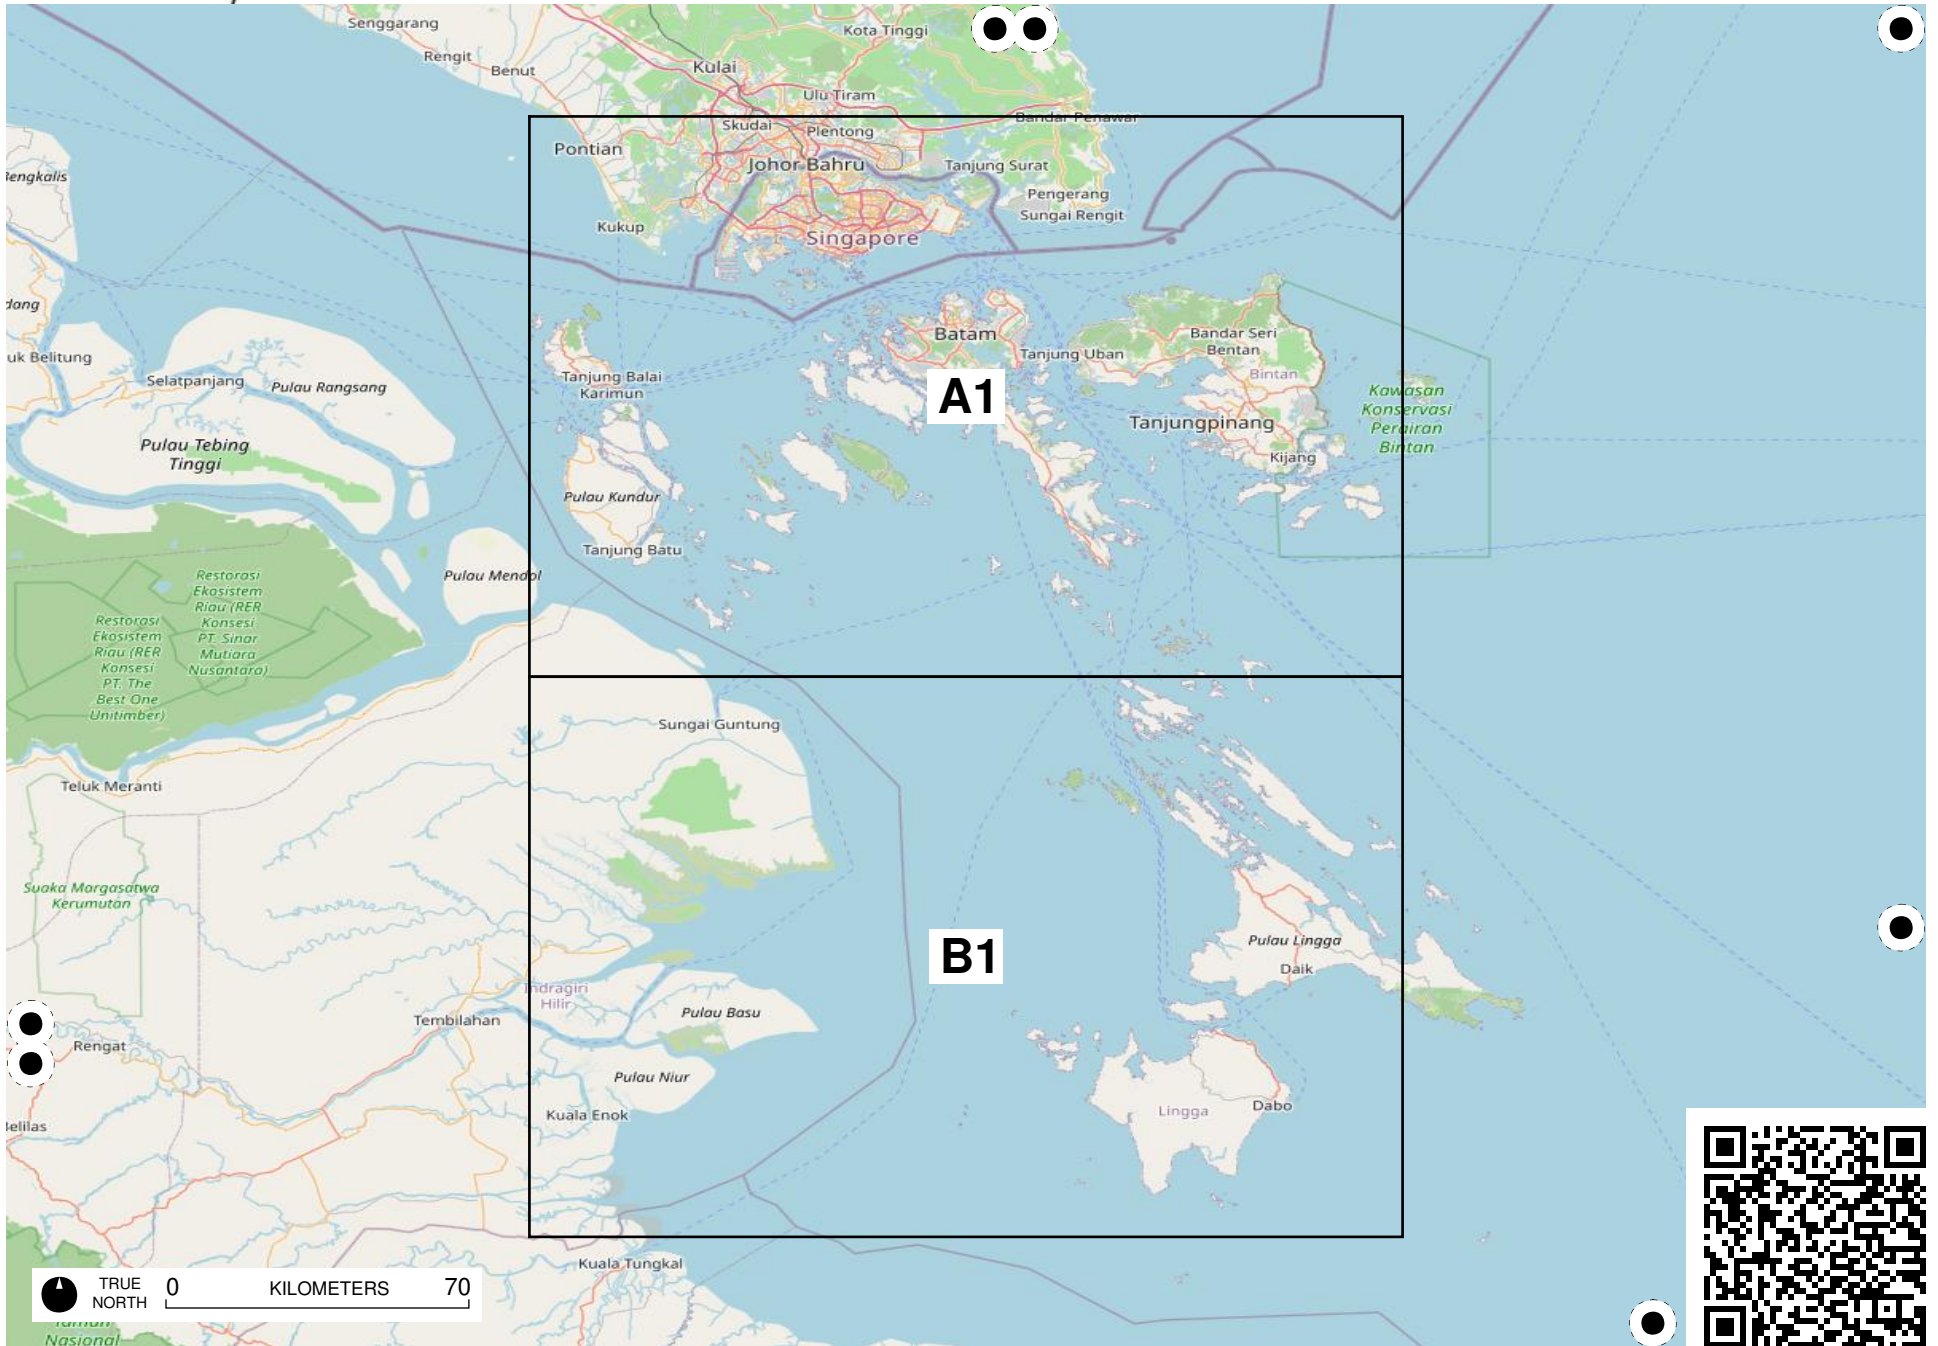 Senggarang
Kota Tinggi
Rengit
Benut
Kulai
Ulu Tiram
Bandar Penawar
Skudai
Plentong
Pontian
Johor Bahru
Tanjung Surat
Bengkalis
Pengerang
Sungai Rengit
Kukup
Singapore
dang
Batam
Bandar Seri
Bentan
Tanjung Uban
uk Belitung
Selatpanjang
Pulau Rangsang
Tanjung Balai
Karimun
Bintan
A1
Kawasan
Konservasi
Perairan
Bintan
Tanjungpinang
Pulau Tebing
Tinggi
Kijang
Pulau Kundur
Tanjung Batu
Pulau Mendol
Restorasi
Ekosistem
Riau (RER
Konsesi
PT. Sinar
Mutiara
Nusantara)
Restorasi
Ekosistem
Riau (RER
Konsesi
PT. The
Best One
Unitimber)
Sungai Guntung
Teluk Meranti
Suaka Margasatwa
Kerumutan
B1
Pulau Lingga
Daik
Indragiri
Hilir
Tembilahan
Pulau Basu
Rengat
Pulau Niur
Kuala Enok
Lingga
Dabo
Belilas
Kuala Tungkal
TRUE
NORTH
0 KILOMETERS 70
Taman
Nasional